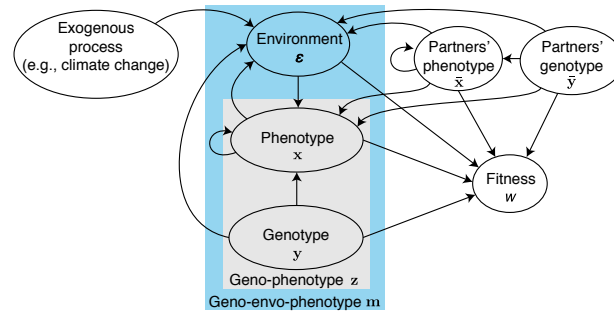 Exogenous
process
(e.g., climate change)
Environment
ε
Partners'
phenotype
x̄
Partners'
genotype
ȳ
Phenotype
x
Fitness
w
Genotype
y
Geno-phenotype z
Geno-envo-phenotype m